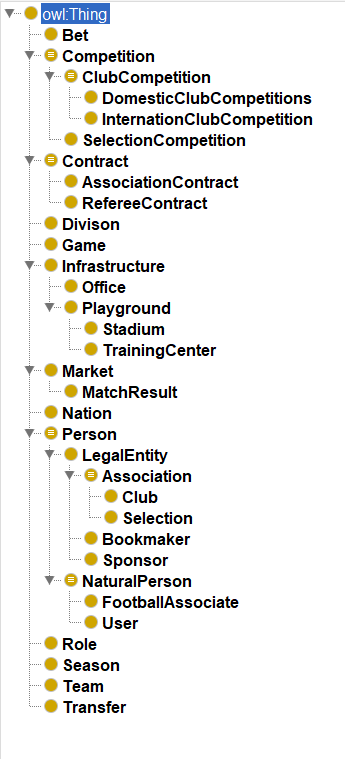 owl:Thing
Bet
Competition
ClubCompetition
DomesticClubCompetitions
InternationClubCompetition
SelectionCompetition
Contract
AssociationContract
RefereeContract
Divison
Game
Infrastructure
Office
Playground
Stadium
TrainingCenter
Market
MatchResult
Nation
Person
LegalEntity
Association
Club
Selection
Bookmaker
Sponsor
NaturalPerson
FootballAssociate
User
Role
Season
Team
Transfer